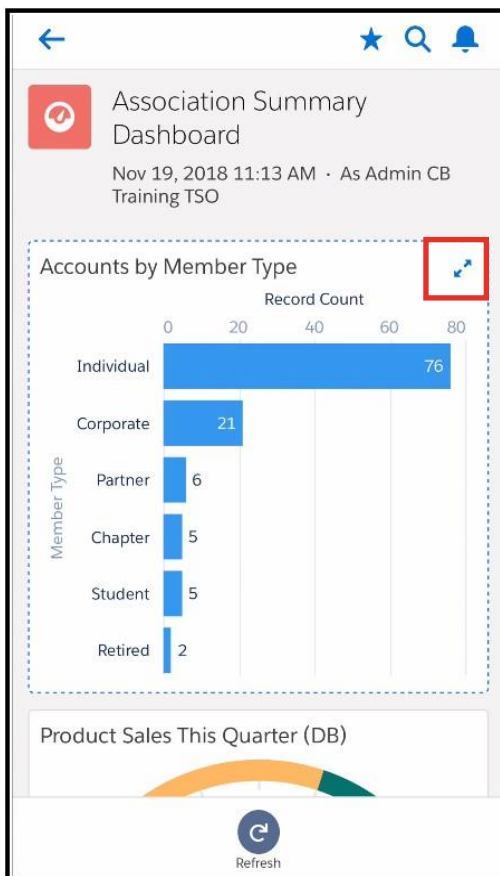 Association Summary
Dashboard
Nov 19, 2018 11:13 AM · As Admin CB
Training TSO
Accounts by Member Type
Record Count
0 20 40 60 80
Member Type
Individual 76
Corporate 21
Partner 6
Chapter 5
Student 5
Retired 2
Product Sales This Quarter (DB)
Refresh